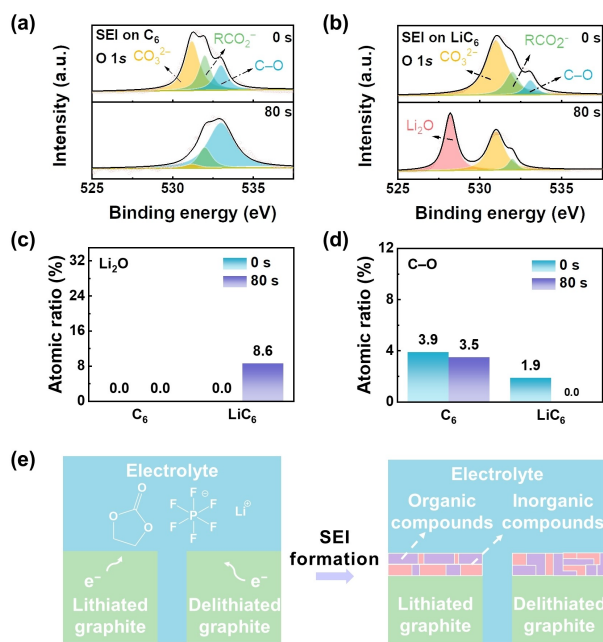 (a)
SEI on C₆
O 1s
CO₃²⁻
RCO₂⁻
0 s
C–O
80 s
Intensity (a.u.)
525 530 535
Binding energy (eV)
(b)
SEI on LiC₆
O 1s
CO₃²⁻
RCO₂⁻
0 s
C–O
80 s
Li₂O
Intensity (a.u.)
525 530 535
Binding energy (eV)
(c)
Li₂O
0 s
80 s
Atomic ratio (%)
32
24
16
8
0
0.0 0.0 0.0 8.6
C₆ LiC₆
(d)
C–O
0 s
80 s
Atomic ratio (%)
12
8
4
0
3.9 3.5 1.9 0.0
C₆ LiC₆
(e)
Electrolyte
O
O O
F ⊖
F F
P
F F
F
Li⊕
e⁻ e⁻
Lithiated
graphite
Delithiated
graphite
SEI
formation
Electrolyte
Organic
compounds
Inorganic
compounds
Lithiated
graphite
Delithiated
graphite